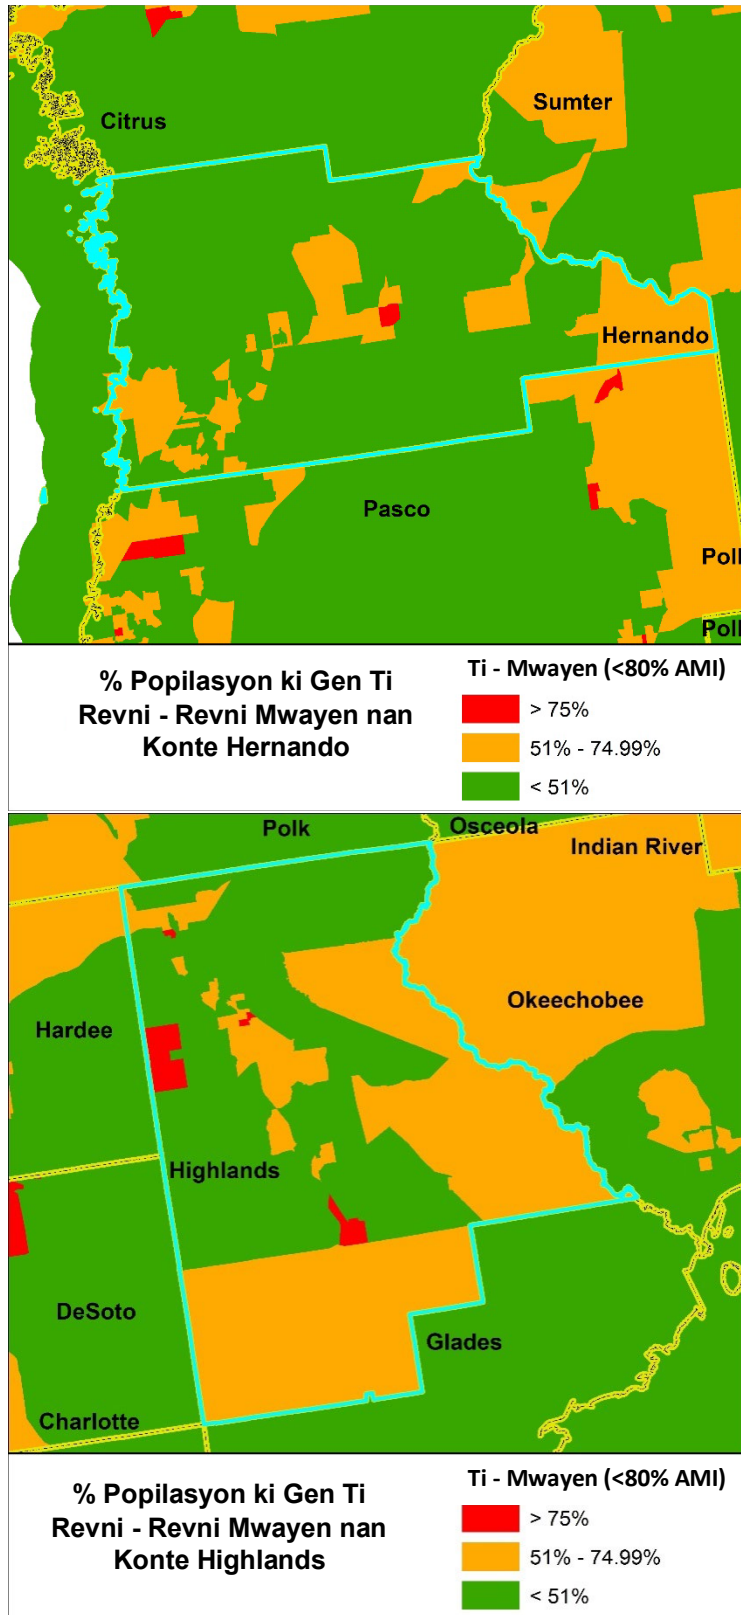 Citrus
Sumter
Hernando
Pasco
Polk
Polk
% Popilasyon ki Gen Ti
Revni - Revni Mwayen nan
Konte Hernando
Ti - Mwayen (<80% AMI)
> 75%
51% - 74.99%
< 51%
Polk
Osceola
Indian River
Okeechobee
Hardee
Highlands
DeSoto
Glades
Charlotte
% Popilasyon ki Gen Ti
Revni - Revni Mwayen nan
Konte Highlands
Ti - Mwayen (<80% AMI)
> 75%
51% - 74.99%
< 51%